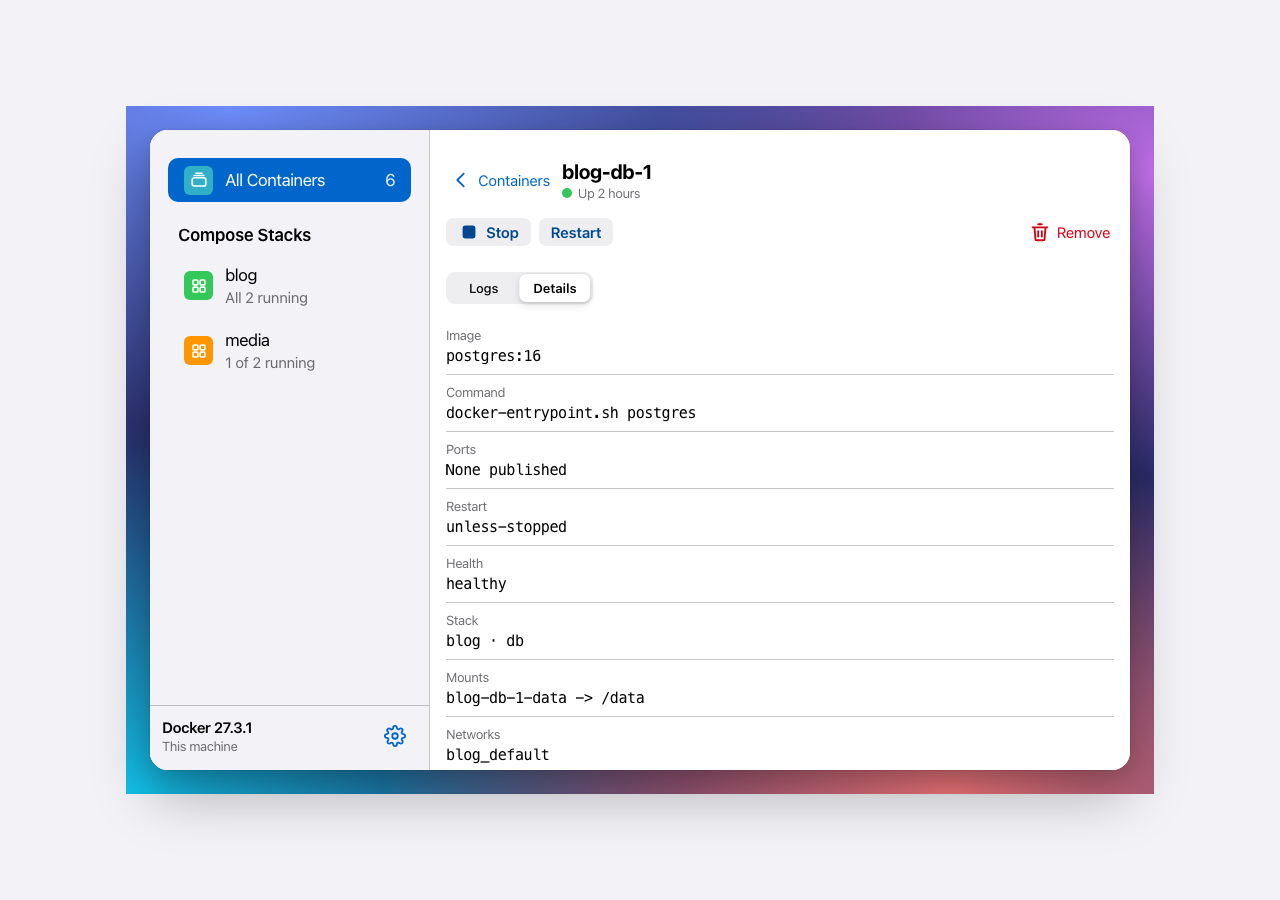 All Containers 6
Compose Stacks
blog
All 2 running
media
1 of 2 running
Docker 27.3.1
This machine
Containers
blog-db-1
Up 2 hours
Stop Restart Remove
Logs Details
Image
postgres:16
Command
docker-entrypoint.sh postgres
Ports
None published
Restart
unless-stopped
Health
healthy
Stack
blog · db
Mounts
blog-db-1-data -> /data
Networks
blog_default